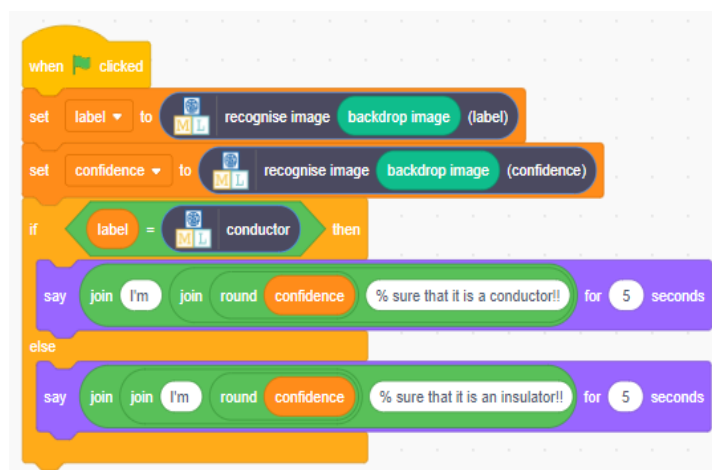 when clicked
set label to ML recognise image backdrop image (label)
set confidence to ML recognise image backdrop image (confidence)
if label = ML conductor then
say join I'm join round confidence % sure that it is a conductor!! for 5 seconds
else
say join join I'm round confidence % sure that it is an insulator!! for 5 seconds